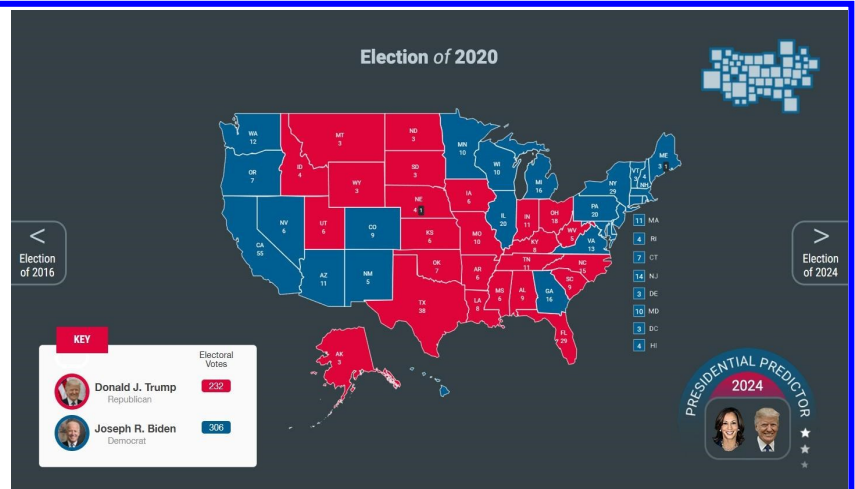 Election of 2020
WA
12
MT
3
ND
3
MN
10
ME
3 1
OR
7
ID
4
SD
3
WI
10
VT
3
4
NH
WY
3
MI
16
NY
29
NE
4 1
IA
6
PA
20
NV
6
UT
6
CO
9
IL
20
IN
11
OH
18
11 MA
CA
55
KS
6
MO
10
WV
5
VA
13
4 RI
KY
8
7 CT
AZ
11
NM
5
OK
7
AR
6
TN
11
NC
15
14 NJ
SC
9
3 DE
MS
6
AL
9
GA
16
10 MD
TX
38
LA
8
3 DC
FL
29
4 HI
AK
3
<
Election
of 2016
>
Election
of 2024
KEY
Electoral
Votes
Donald J. Trump
232
Republican
Joseph R. Biden
306
Democrat
PRESIDENTIAL PREDICTOR
2024